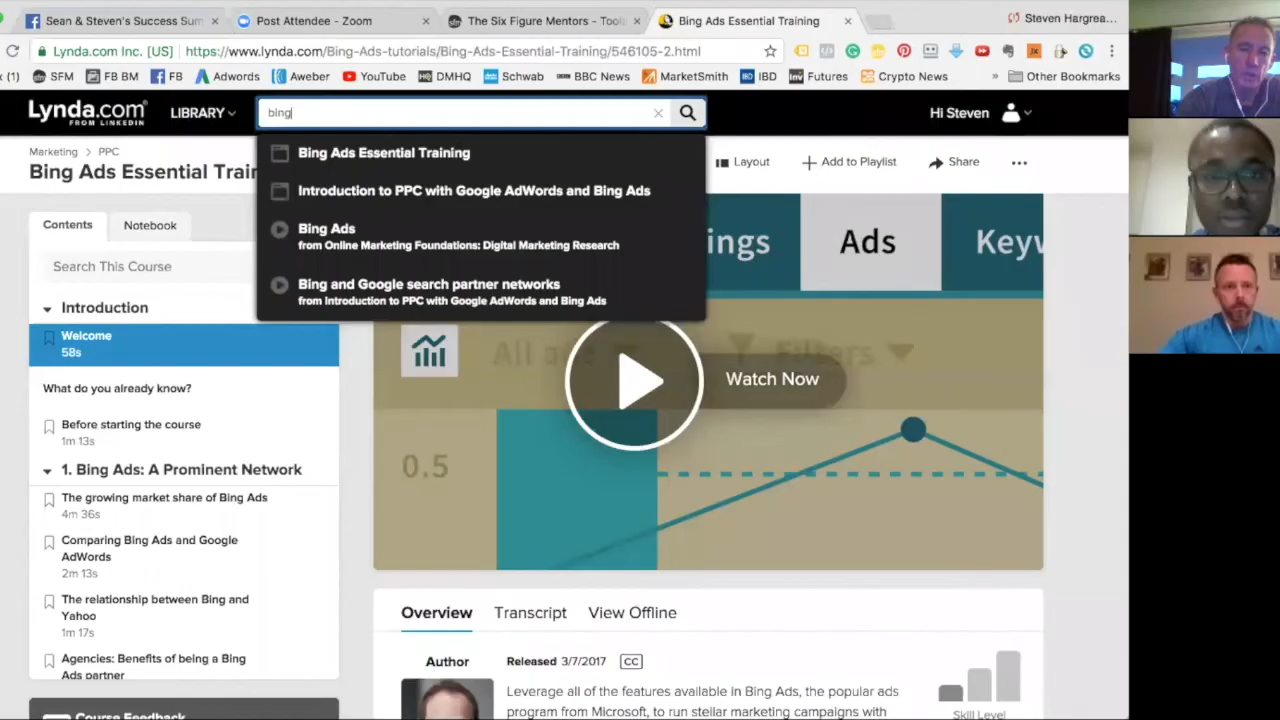 Sean & Steven's Success Sum
Post Attendee - Zoom
The Six Figure Mentors - Tools
Bing Ads Essential Training
Steven Hargrea...
Lynda.com Inc. [US]
https://www.lynda.com/Bing-Ads-tutorials/Bing-Ads-Essential-Training/546105-2.html
(1)
SFM
FB BM
FB
Adwords
Aweber
YouTube
DMHQ
Schwab
BBC News
MarketSmith
IBD
Futures
Crypto News
»
Other Bookmarks
Lynda.com
FROM LINKEDIN
LIBRARY
bing
Hi Steven
Bing Ads Essential Training
Introduction to PPC with Google AdWords and Bing Ads
Bing Ads
from Online Marketing Foundations: Digital Marketing Research
Bing and Google search partner networks
from Introduction to PPC with Google AdWords and Bing Ads
Marketing > PPC
Bing Ads Essential Train
Layout
Add to Playlist
Share
...
Contents
Notebook
Search This Course
Introduction
Welcome
58s
What do you already know?
Before starting the course
1m 13s
1. Bing Ads: A Prominent Network
The growing market share of Bing Ads
4m 36s
Comparing Bing Ads and Google
AdWords
2m 13s
The relationship between Bing and
Yahoo
1m 17s
Agencies: Benefits of being a Bing
Ads partner
Course Feedback
ings
Ads
Keyw
All ads
Filters
Watch Now
0.5
Overview
Transcript
View Offline
Author
Released 3/7/2017
CC
Leverage all of the features available in Bing Ads, the popular ads
program from Microsoft, to run stellar marketing campaigns with
Skill Level